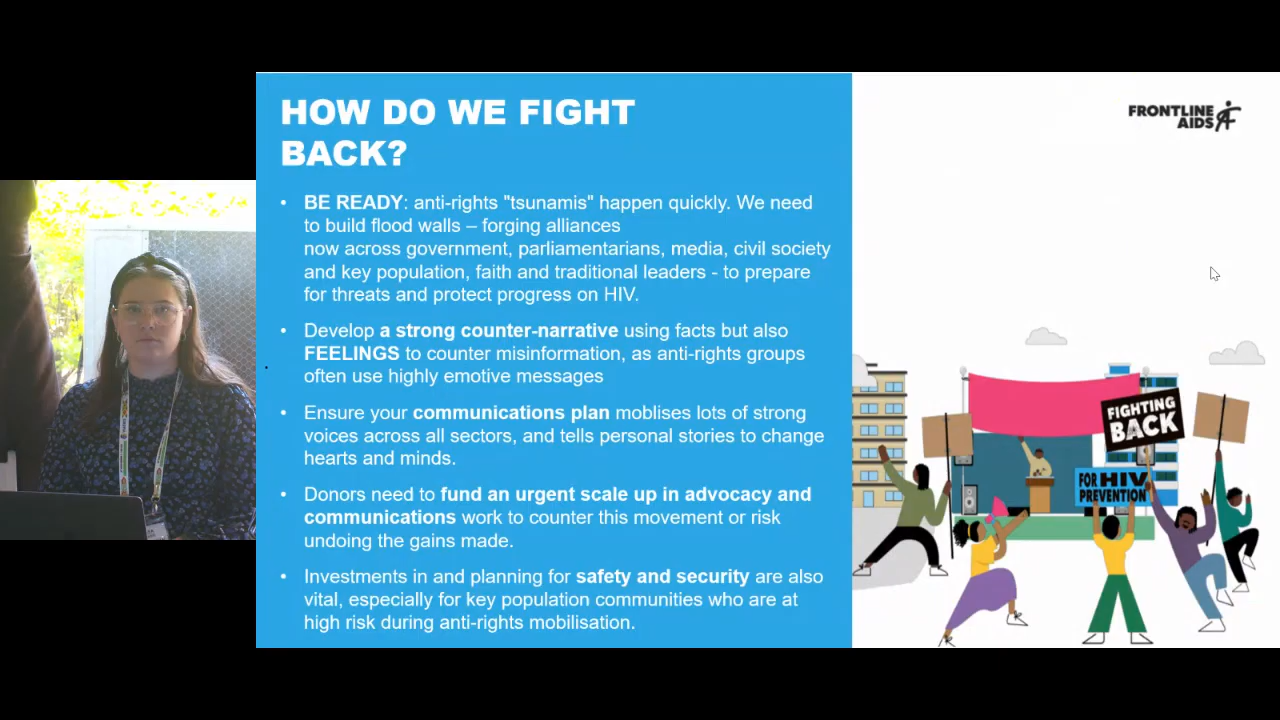 HOW DO WE FIGHT
BACK?
• BE READY: anti-rights "tsunamis" happen quickly. We need
to build flood walls – forging alliances
now across government, parliamentarians, media, civil society
and key population, faith and traditional leaders - to prepare
for threats and protect progress on HIV.
• Develop a strong counter-narrative using facts but also
FEELINGS to counter misinformation, as anti-rights groups
often use highly emotive messages
• Ensure your communications plan moblises lots of strong
voices across all sectors, and tells personal stories to change
hearts and minds.
• Donors need to fund an urgent scale up in advocacy and
communications work to counter this movement or risk
undoing the gains made.
• Investments in and planning for safety and security are also
vital, especially for key population communities who are at
high risk during anti-rights mobilisation.
FRONTLINE
AIDS
FIGHTING
BACK
FOR HIV
PREVENTION